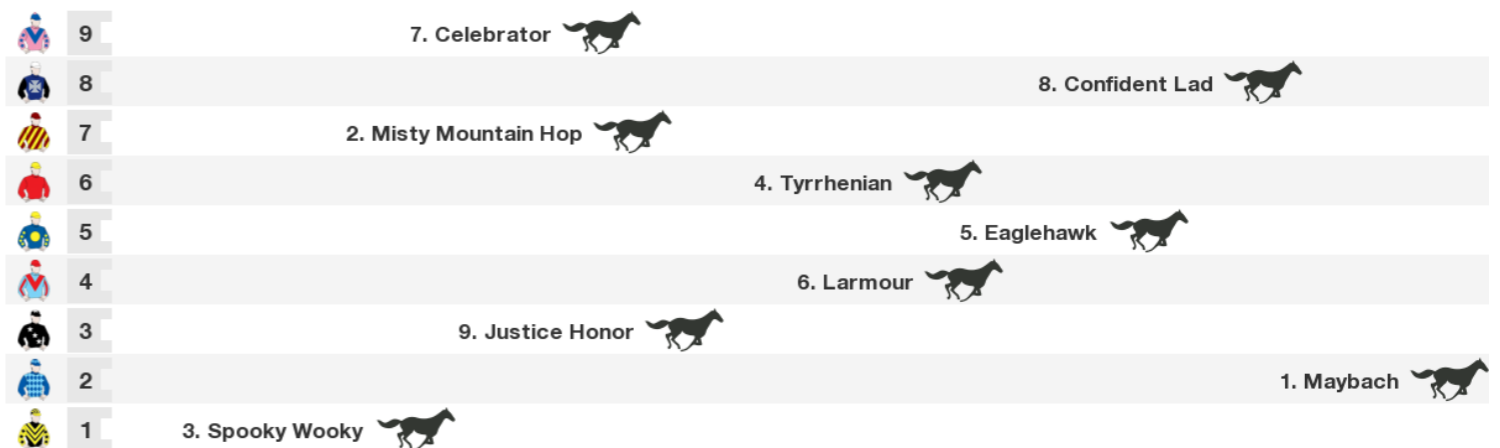 9 7. Celebrator
8 8. Confident Lad
7 2. Misty Mountain Hop
6 4. Tyrrhenian
5 5. Eaglehawk
4 6. Larmour
3 9. Justice Honor
2 1. Maybach
1 3. Spooky Wooky